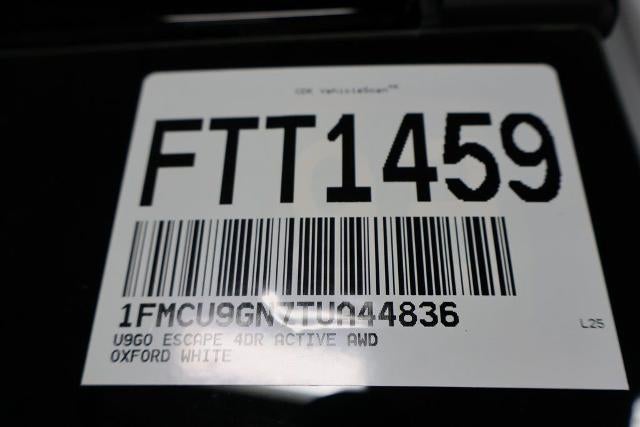 CDK VehicleScan™
FTT1459
1FMCU9GN7TUA44836
L25
U9G0 ESCAPE 4DR ACTIVE AWD
OXFORD WHITE